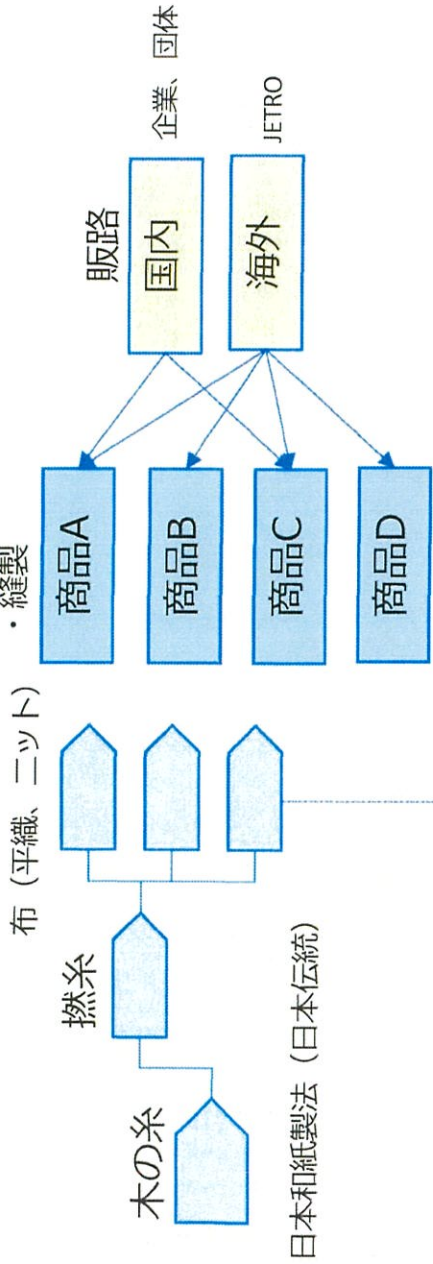 木の糸
日本和紙製法（日本伝統）
撚糸
布（平織、ニット）
・縫製
商品A
商品B
商品C
商品D
販路
国内
企業、団体
海外
JETRO